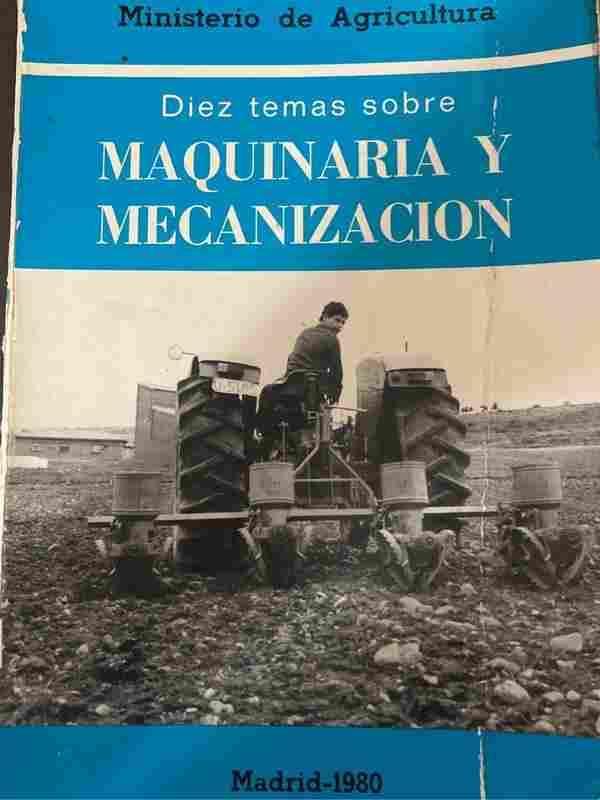 Ministerio de Agricultura
Diez temas sobre
MAQUINARIA Y
MECANIZACION
Madrid-1980